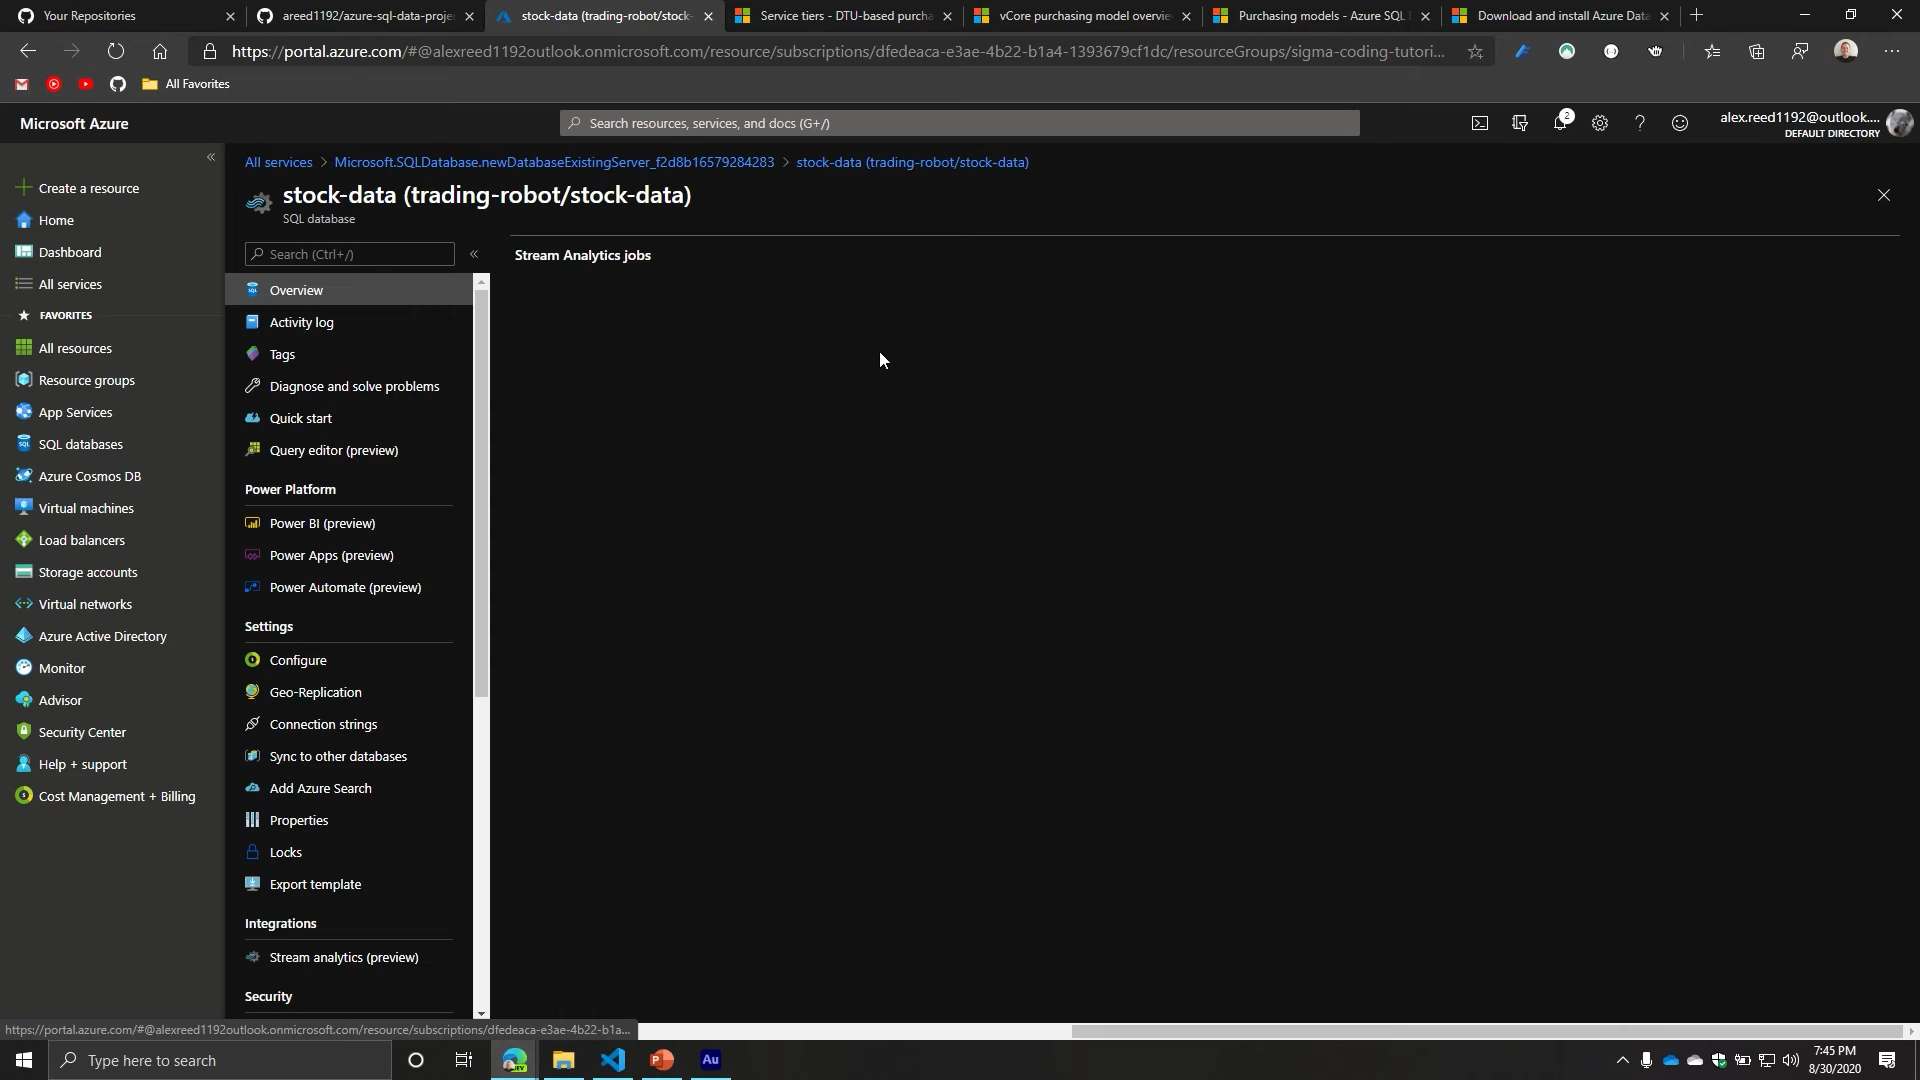 Your Repositories
areed1192/azure-sql-data-proje
stock-data (trading-robot/stock-
Service tiers - DTU-based purcha
vCore purchasing model overvie
Purchasing models - Azure SQL D
Download and install Azure Data
https://portal.azure.com/#@alexreed1192outlook.onmicrosoft.com/resource/subscriptions/dfedeaca-e3ae-4b22-b1a4-1393679cf1dc/resourceGroups/sigma-coding-tutori...
All Favorites
Microsoft Azure
Search resources, services, and docs (G+/)
2
alex.reed1192@outlook....
DEFAULT DIRECTORY
Create a resource
Home
Dashboard
All services
FAVORITES
All resources
Resource groups
App Services
SQL databases
Azure Cosmos DB
Virtual machines
Load balancers
Storage accounts
Virtual networks
Azure Active Directory
Monitor
Advisor
Security Center
Help + support
Cost Management + Billing
All services > Microsoft.SQLDatabase.newDatabaseExistingServer_f2d8b16579284283 > stock-data (trading-robot/stock-data)
stock-data (trading-robot/stock-data)
SQL database
Search (Ctrl+/)
Overview
Activity log
Tags
Diagnose and solve problems
Quick start
Query editor (preview)
Power Platform
Power BI (preview)
Power Apps (preview)
Power Automate (preview)
Settings
Configure
Geo-Replication
Connection strings
Sync to other databases
Add Azure Search
Properties
Locks
Export template
Integrations
Stream analytics (preview)
Security
Stream Analytics jobs
https://portal.azure.com/#@alexreed1192outlook.onmicrosoft.com/resource/subscriptions/dfedeaca-e3ae-4b22-b1a...
Type here to search
Au
7:45 PM
8/30/2020